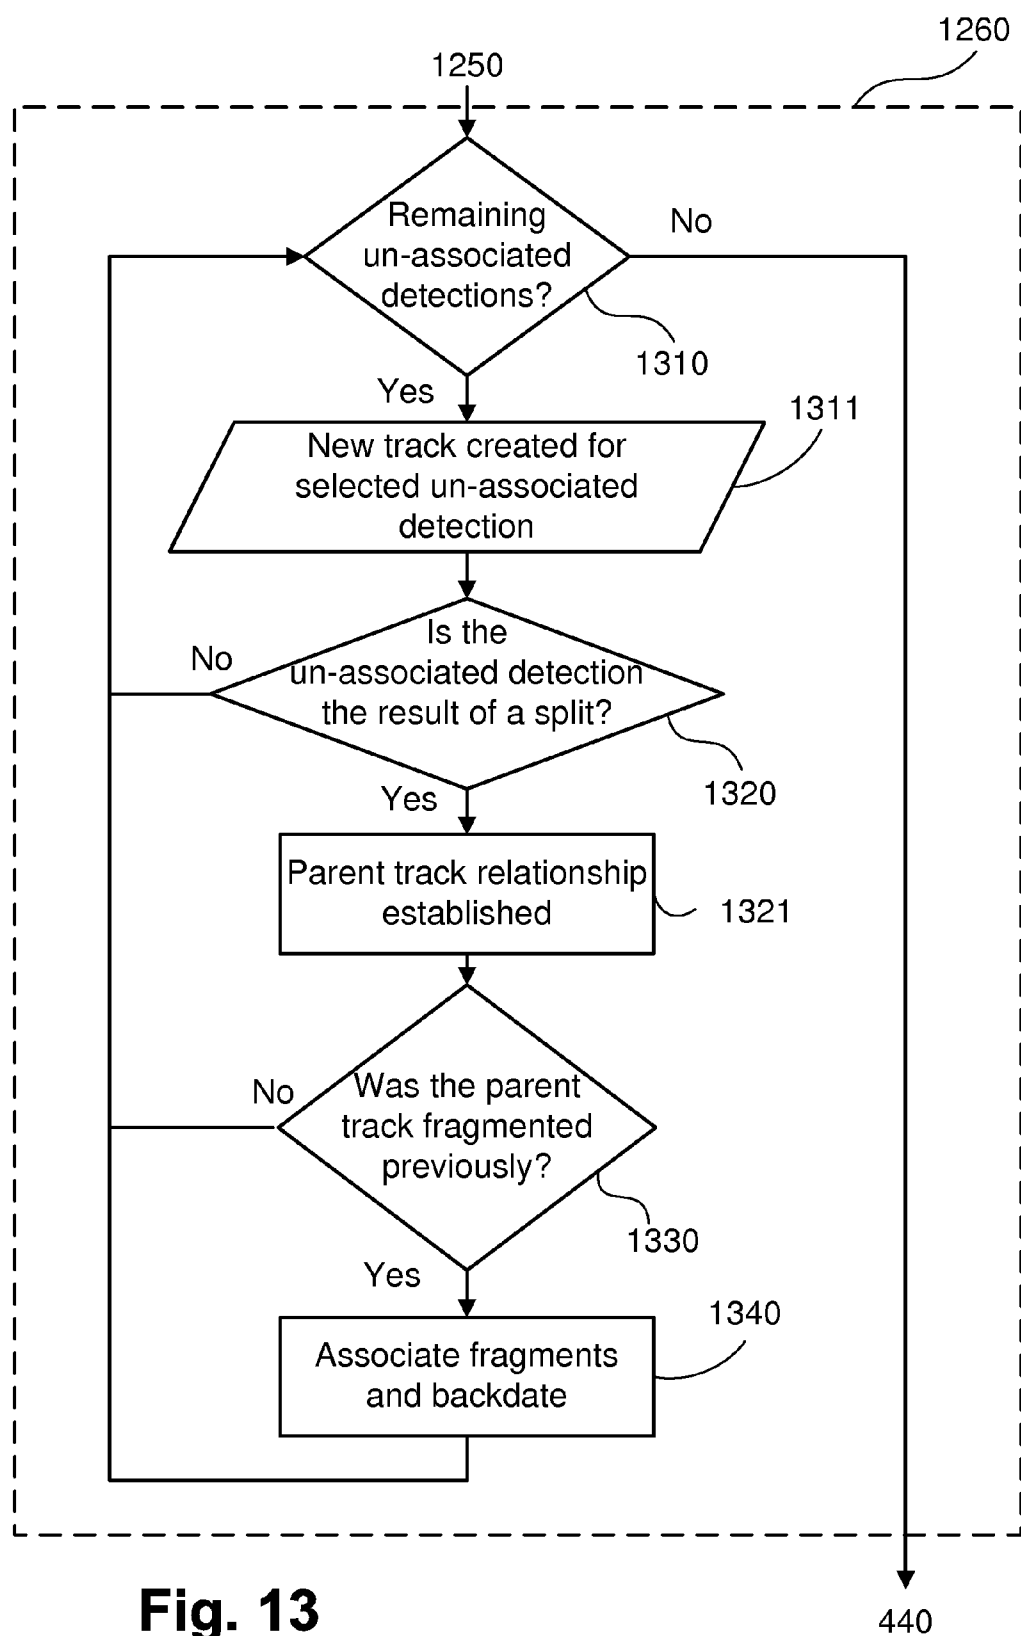 1260
1250
Remaining
un-associated
detections?
No
1310
Yes
1311
New track created for
selected un-associated
detection
Is the
un-associated detection
the result of a split?
No
1320
Yes
Parent track relationship
established
1321
Was the parent
track fragmented
previously?
No
1330
Yes
1340
Associate fragments
and backdate
Fig. 13
440